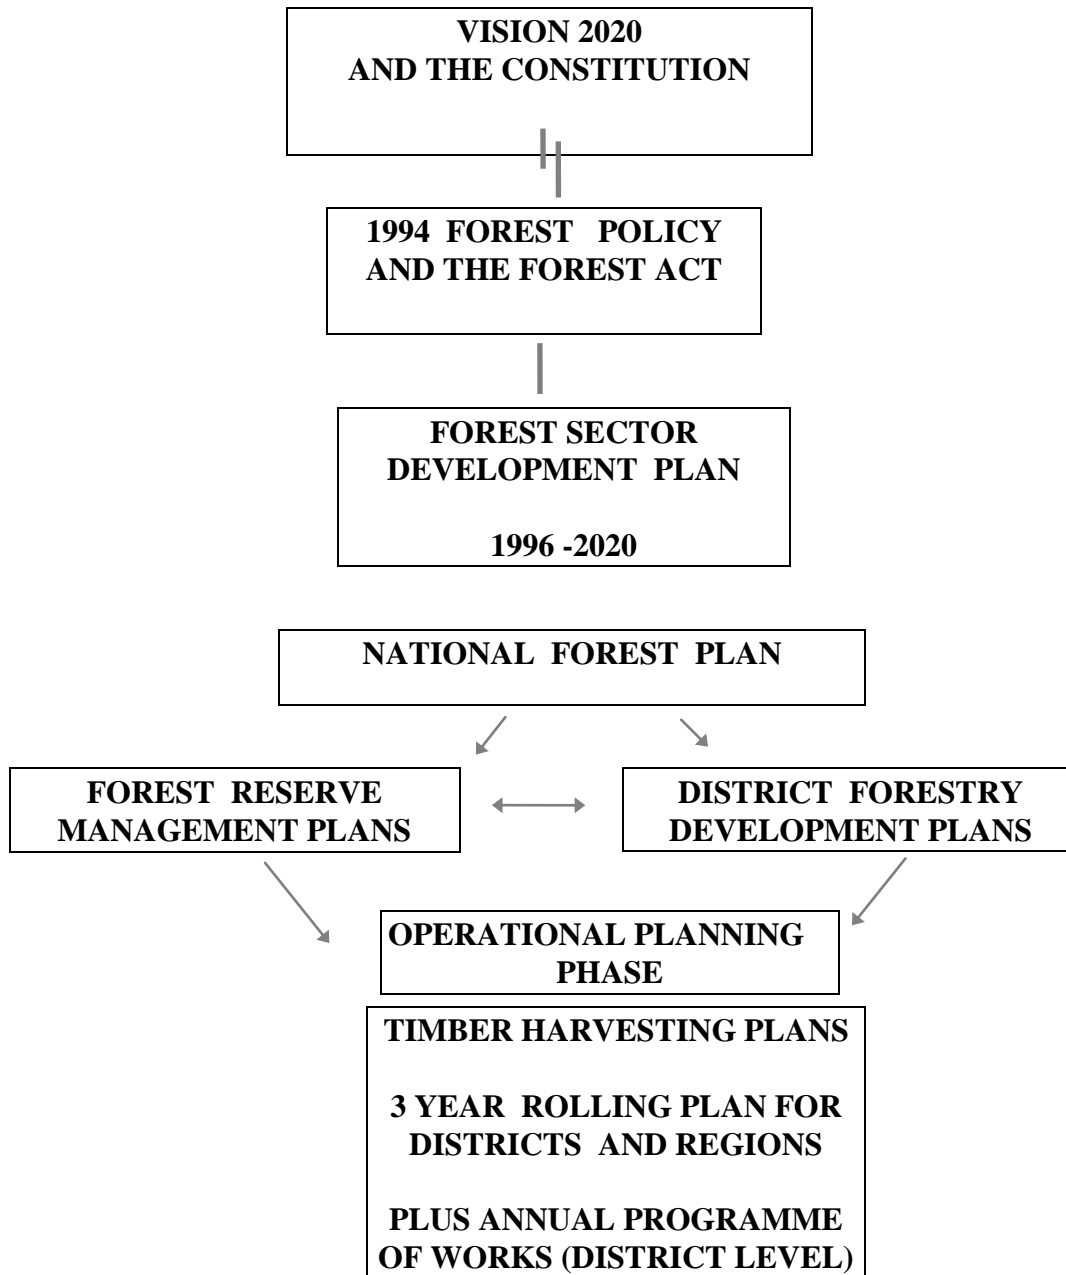 VISION 2020
AND THE CONSTITUTION
1994 FOREST POLICY
AND THE FOREST ACT
FOREST SECTOR
DEVELOPMENT PLAN
1996 -2020
NATIONAL FOREST PLAN
FOREST RESERVE
MANAGEMENT PLANS
DISTRICT FORESTRY
DEVELOPMENT PLANS
OPERATIONAL PLANNING
PHASE
TIMBER HARVESTING PLANS
3 YEAR ROLLING PLAN FOR
DISTRICTS AND REGIONS
PLUS ANNUAL PROGRAMME
OF WORKS (DISTRICT LEVEL)